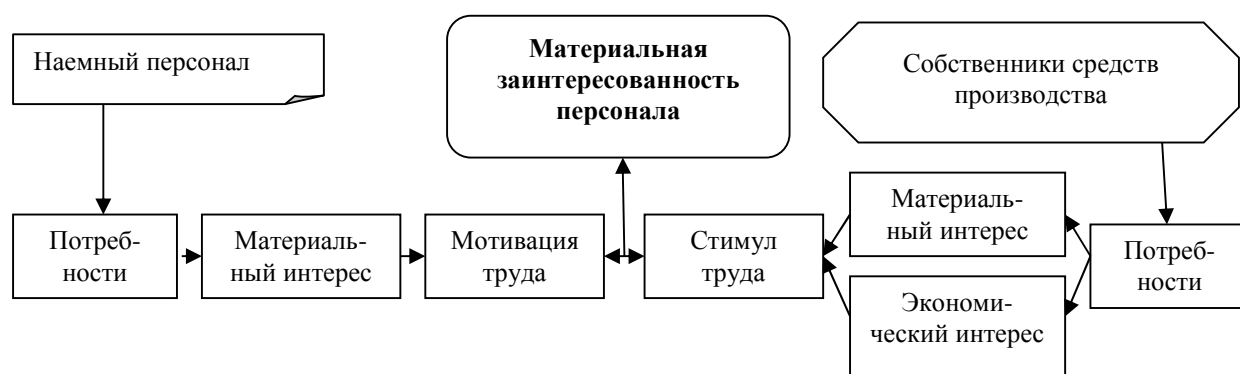 Наемный персонал
Материальная
заинтересованность
персонала
Собственники средств
производства
Потреб-
ности
Материаль-
ный интерес
Мотивация
труда
Стимул
труда
Материаль-
ный интерес
Экономи-
ческий интерес
Потреб-
ности